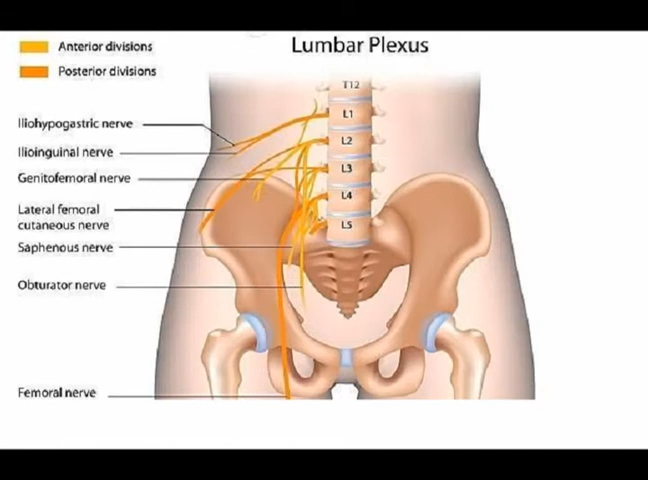 Lumbar Plexus
Anterior divisions
Posterior divisions
T12
L1
L2
L3
L4
L5
Iliohypogastric nerve
Ilioinguinal nerve
Genitofemoral nerve
Lateral femoral
cutaneous nerve
Saphenous nerve
Obturator nerve
Femoral nerve